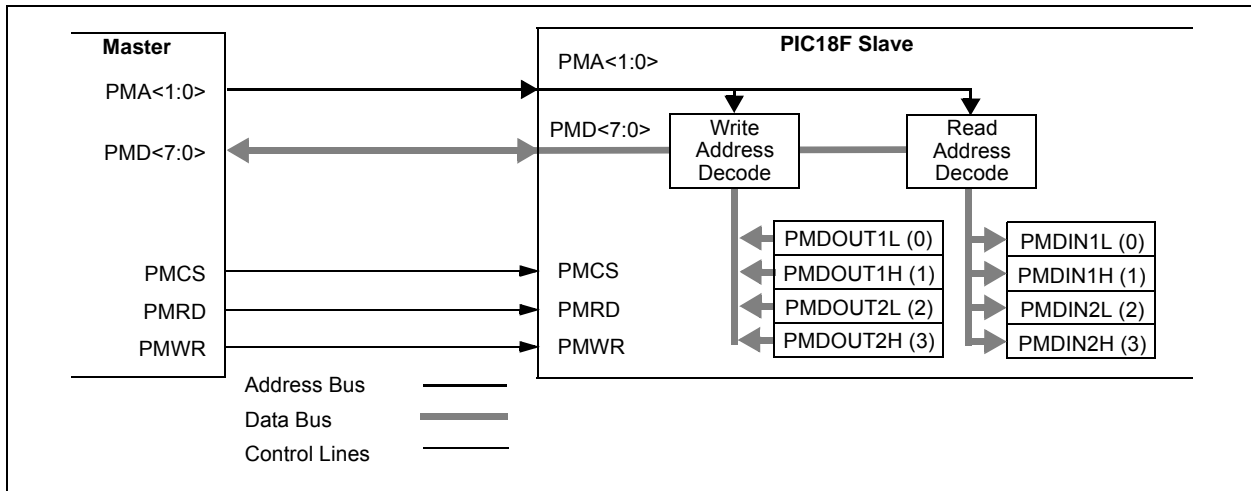 Master
PIC18F Slave
PMA<1:0>
PMA<1:0>
PMD<7:0>
PMD<7:0>
Write
Address
Decode
Read
Address
Decode
PMDOUT1L (0)
PMDIN1L (0)
PMCS
PMCS
PMDOUT1H (1)
PMDIN1H (1)
PMRD
PMRD
PMDOUT2L (2)
PMDIN2L (2)
PMWR
PMWR
PMDOUT2H (3)
PMDIN2H (3)
Address Bus
Data Bus
Control Lines